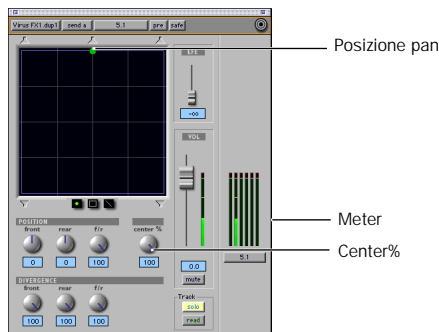 Virus FX1.dup1 send a 5.1 pre safe
Posizione pan
LFE
-∞
VOL
POSITION
front rear f/r center %
0 0 100 100
5.1
0.0
mute
Meter
Center%
DIVERGENCE
front rear f/r
100 100 100
Track
solo
read